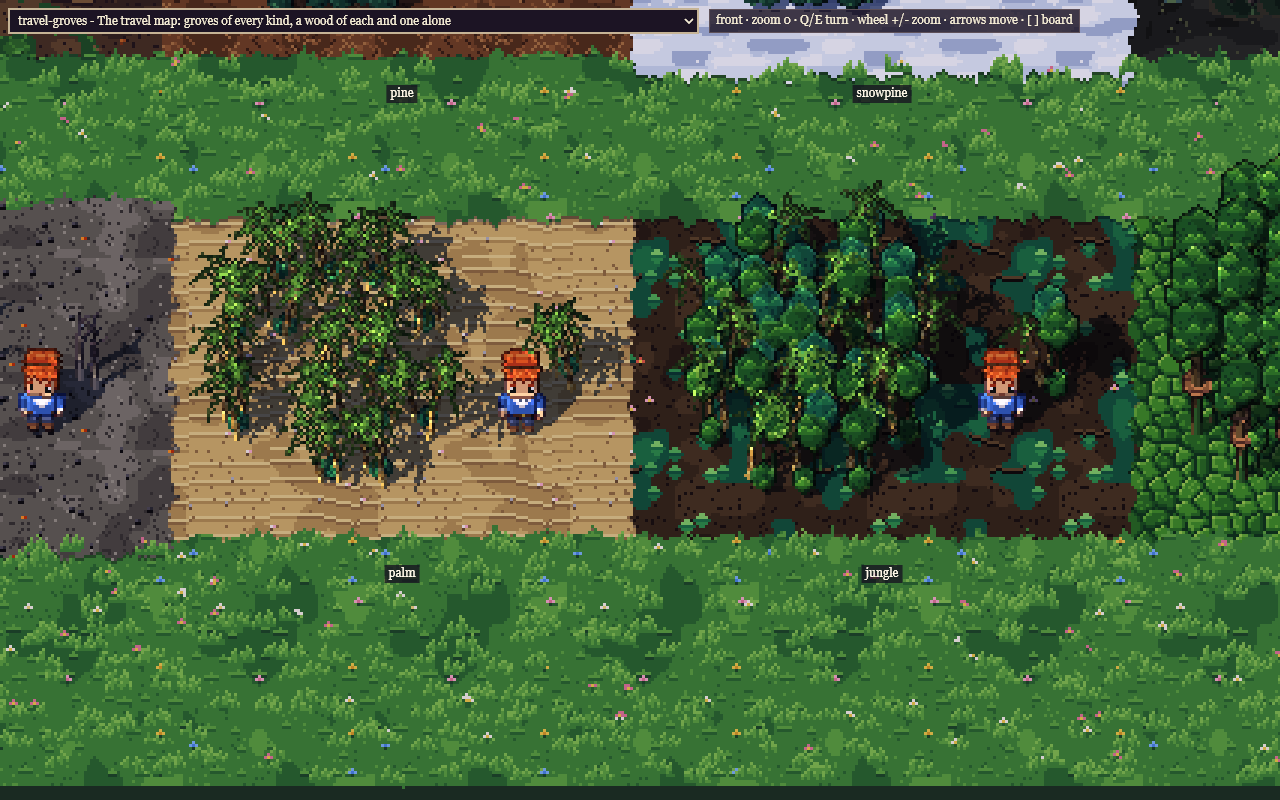 travel-groves - The travel map: groves of every kind, a wood of each and one alone
front · zoom 0 · Q/E turn · wheel +/- zoom · arrows move · [ ] board
pine
snowpine
palm
jungle